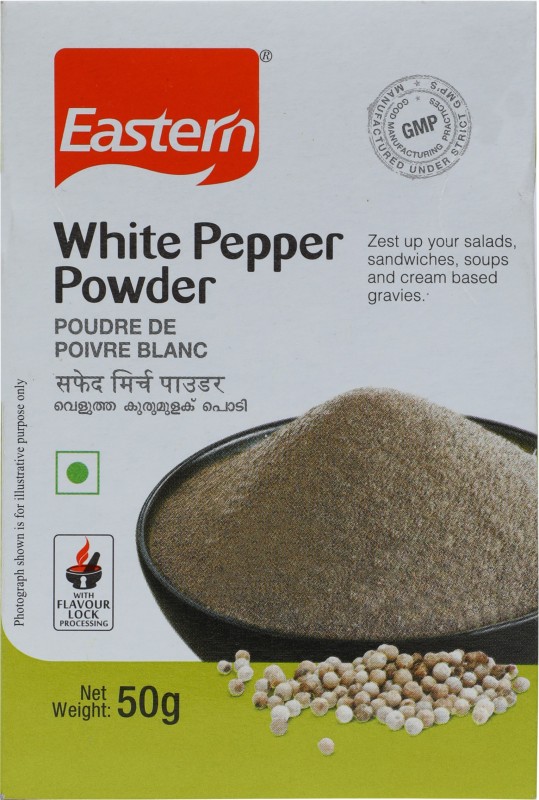 Eastern®
GMP
GOOD MANUFACTURING PRACTICES
MANUFACTURED UNDER STRICT GMP'S
White Pepper
Powder
Zest up your salads,
sandwiches, soups
and cream based
gravies.
POUDRE DE
POIVRE BLANC
सफेद मिर्च पाउडर
വെളുത്ത കുരുമുളക് പൊടി
Photograph shown is for illustrative purpose only
WITH
FLAVOUR
LOCK
PROCESSING
Net
Weight: 50g